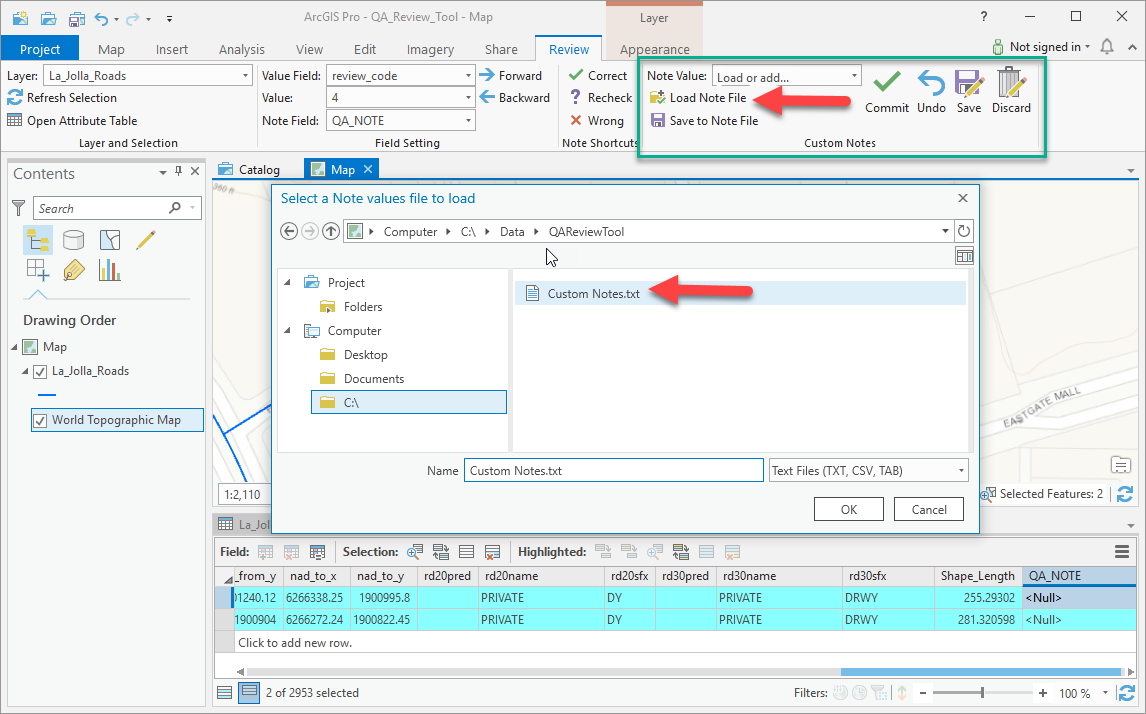 ArcGIS Pro - QA_Review_Tool - Map
Layer
?
Project
Map
Insert
Analysis
View
Edit
Imagery
Share
Review
Appearance
Not signed in
Layer:
La_Jolla_Roads
Refresh Selection
Open Attribute Table
Layer and Selection
Value Field:
review_code
Value:
4
Note Field:
QA_NOTE
Forward
Backward
Field Setting
Correct
? Recheck
Wrong
Note Shortcuts
Note Value:
Load or add...
Load Note File
Save to Note File
Commit
Undo
Save
Discard
Custom Notes
Contents
Search
Drawing Order
Map
La_Jolla_Roads
World Topographic Map
Catalog
Map
360 ft
Select a Note values file to load
Computer
C:\
Data
QAReviewTool
Project
Folders
Computer
Desktop
Documents
C:\
Custom Notes.txt
Name
Custom Notes.txt
Text Files (TXT, CSV, TAB)
OK
Cancel
EASTGATE MALL
1:2,110
Selected Features: 2
La_Jol
Field:
Selection:
Highlighted:
_from_y nad_to_x nad_to_y rd20pred rd20name rd20sfx rd30pred rd30name rd30sfx Shape_Length QA_NOTE
01240.12 6266338.25 1900995.8 PRIVATE DY PRIVATE DRWY 255.29302 <Null>
1900904 6266272.24 1900822.45 PRIVATE DY PRIVATE DRWY 281.320598 <Null>
Click to add new row.
2 of 2953 selected
Filters:
100 %